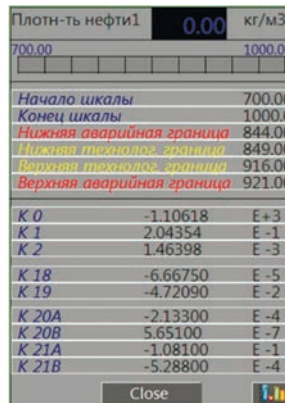 Плотн-ть нефти1 0.00 кг/м3
700.00 1000.0
Начало шкалы 700.00
Конец шкалы 1000.0
Нижняя аварийная граница 844.00
Нижняя технолог. граница 849.00
Верхняя технолог. граница 916.00
Верхняя аварийная граница 921.00
K 0 -1.10618 E+3
K 1 2.04354 E -1
K 2 1.46398 E -3
K 18 -6.66750 E -5
K 19 -4.72090 E -2
K 20A -2.13300 E -4
K 20B 5.65100 E -7
K 21A -1.08100 E -1
K 21B -5.28800 E -4
Close